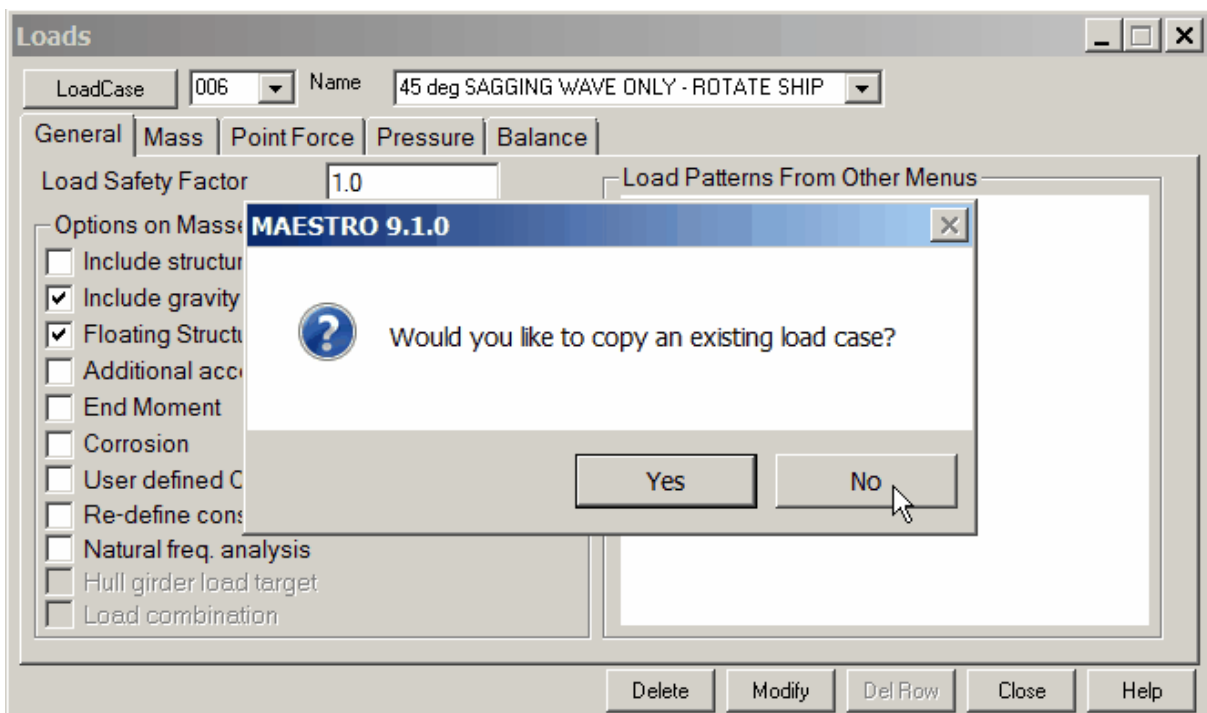 Loads
LoadCase 006 Name 45 deg SAGGING WAVE ONLY - ROTATE SHIP
General Mass Point Force Pressure Balance
Load Safety Factor 1.0
Load Patterns From Other Menus
Options on Masse
Include structur
Include gravity
Floating Structu
Additional acc
End Moment
Corrosion
User defined C
Re-define cons
Natural freq. analysis
Hull girder load target
Load combination
MAESTRO 9.1.0
Would you like to copy an existing load case?
Yes No
Delete Modify Del Row Close Help